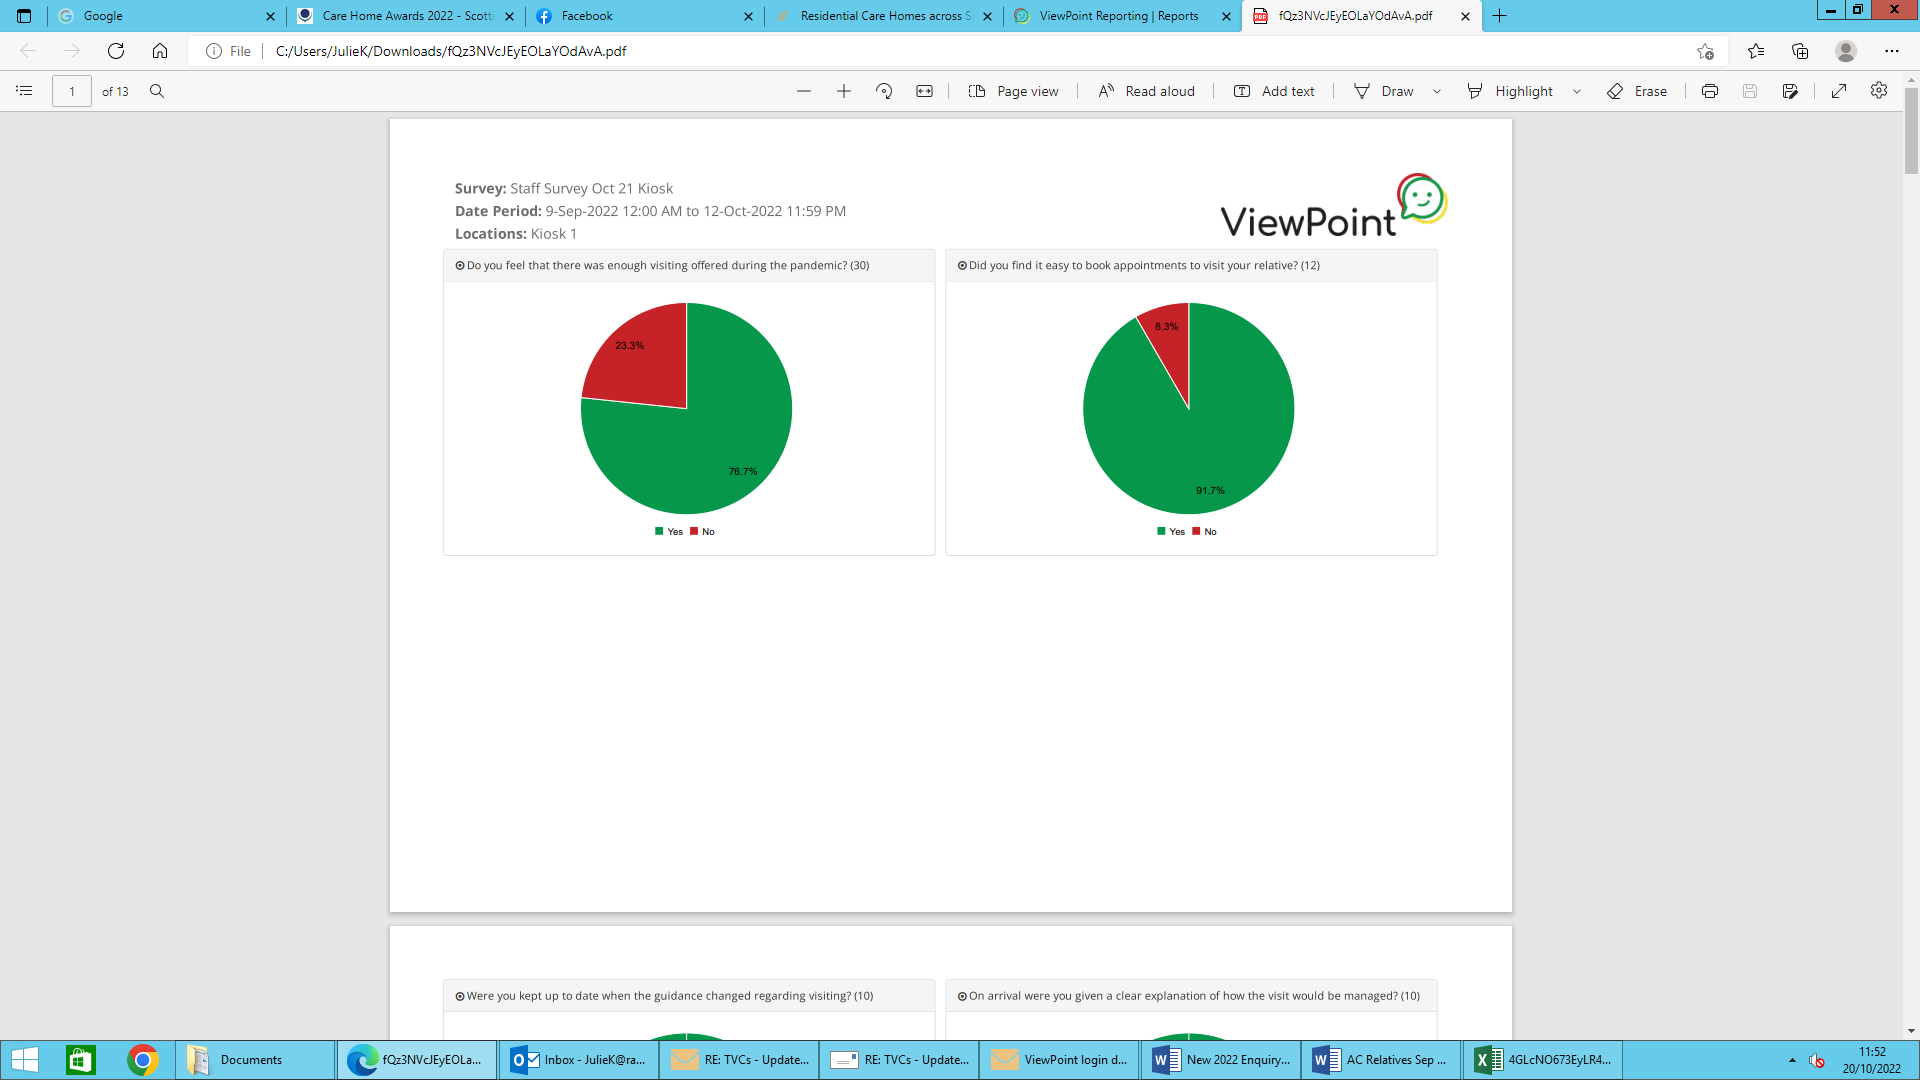 Google
Care Home Awards 2022 - Scotti
Facebook
Residential Care Homes across S
ViewPoint Reporting | Reports
fQz3NVcJEyEOLaYOdAvA.pdf
File
C:/Users/JulieK/Downloads/fQz3NVcJEyEOLaYOdAvA.pdf
1 of 13
Page view
Read aloud
Add text
Draw
Highlight
Erase
Survey: Staff Survey Oct 21 Kiosk
Date Period: 9-Sep-2022 12:00 AM to 12-Oct-2022 11:59 PM
Locations: Kiosk 1
ViewPoint
Do you feel that there was enough visiting offered during the pandemic? (30)
23.3%
76.7%
Yes No
Did you find it easy to book appointments to visit your relative? (12)
8.3%
91.7%
Yes No
Were you kept up to date when the guidance changed regarding visiting? (10)
On arrival were you given a clear explanation of how the visit would be managed? (10)
Documents
fQz3NVcJEyEOLa...
Inbox - JulieK@ra...
RE: TVCs - Update...
RE: TVCs - Update...
ViewPoint login d...
New 2022 Enquiry...
AC Relatives Sep ...
4GLcNO673EyLR4...
11:52
20/10/2022